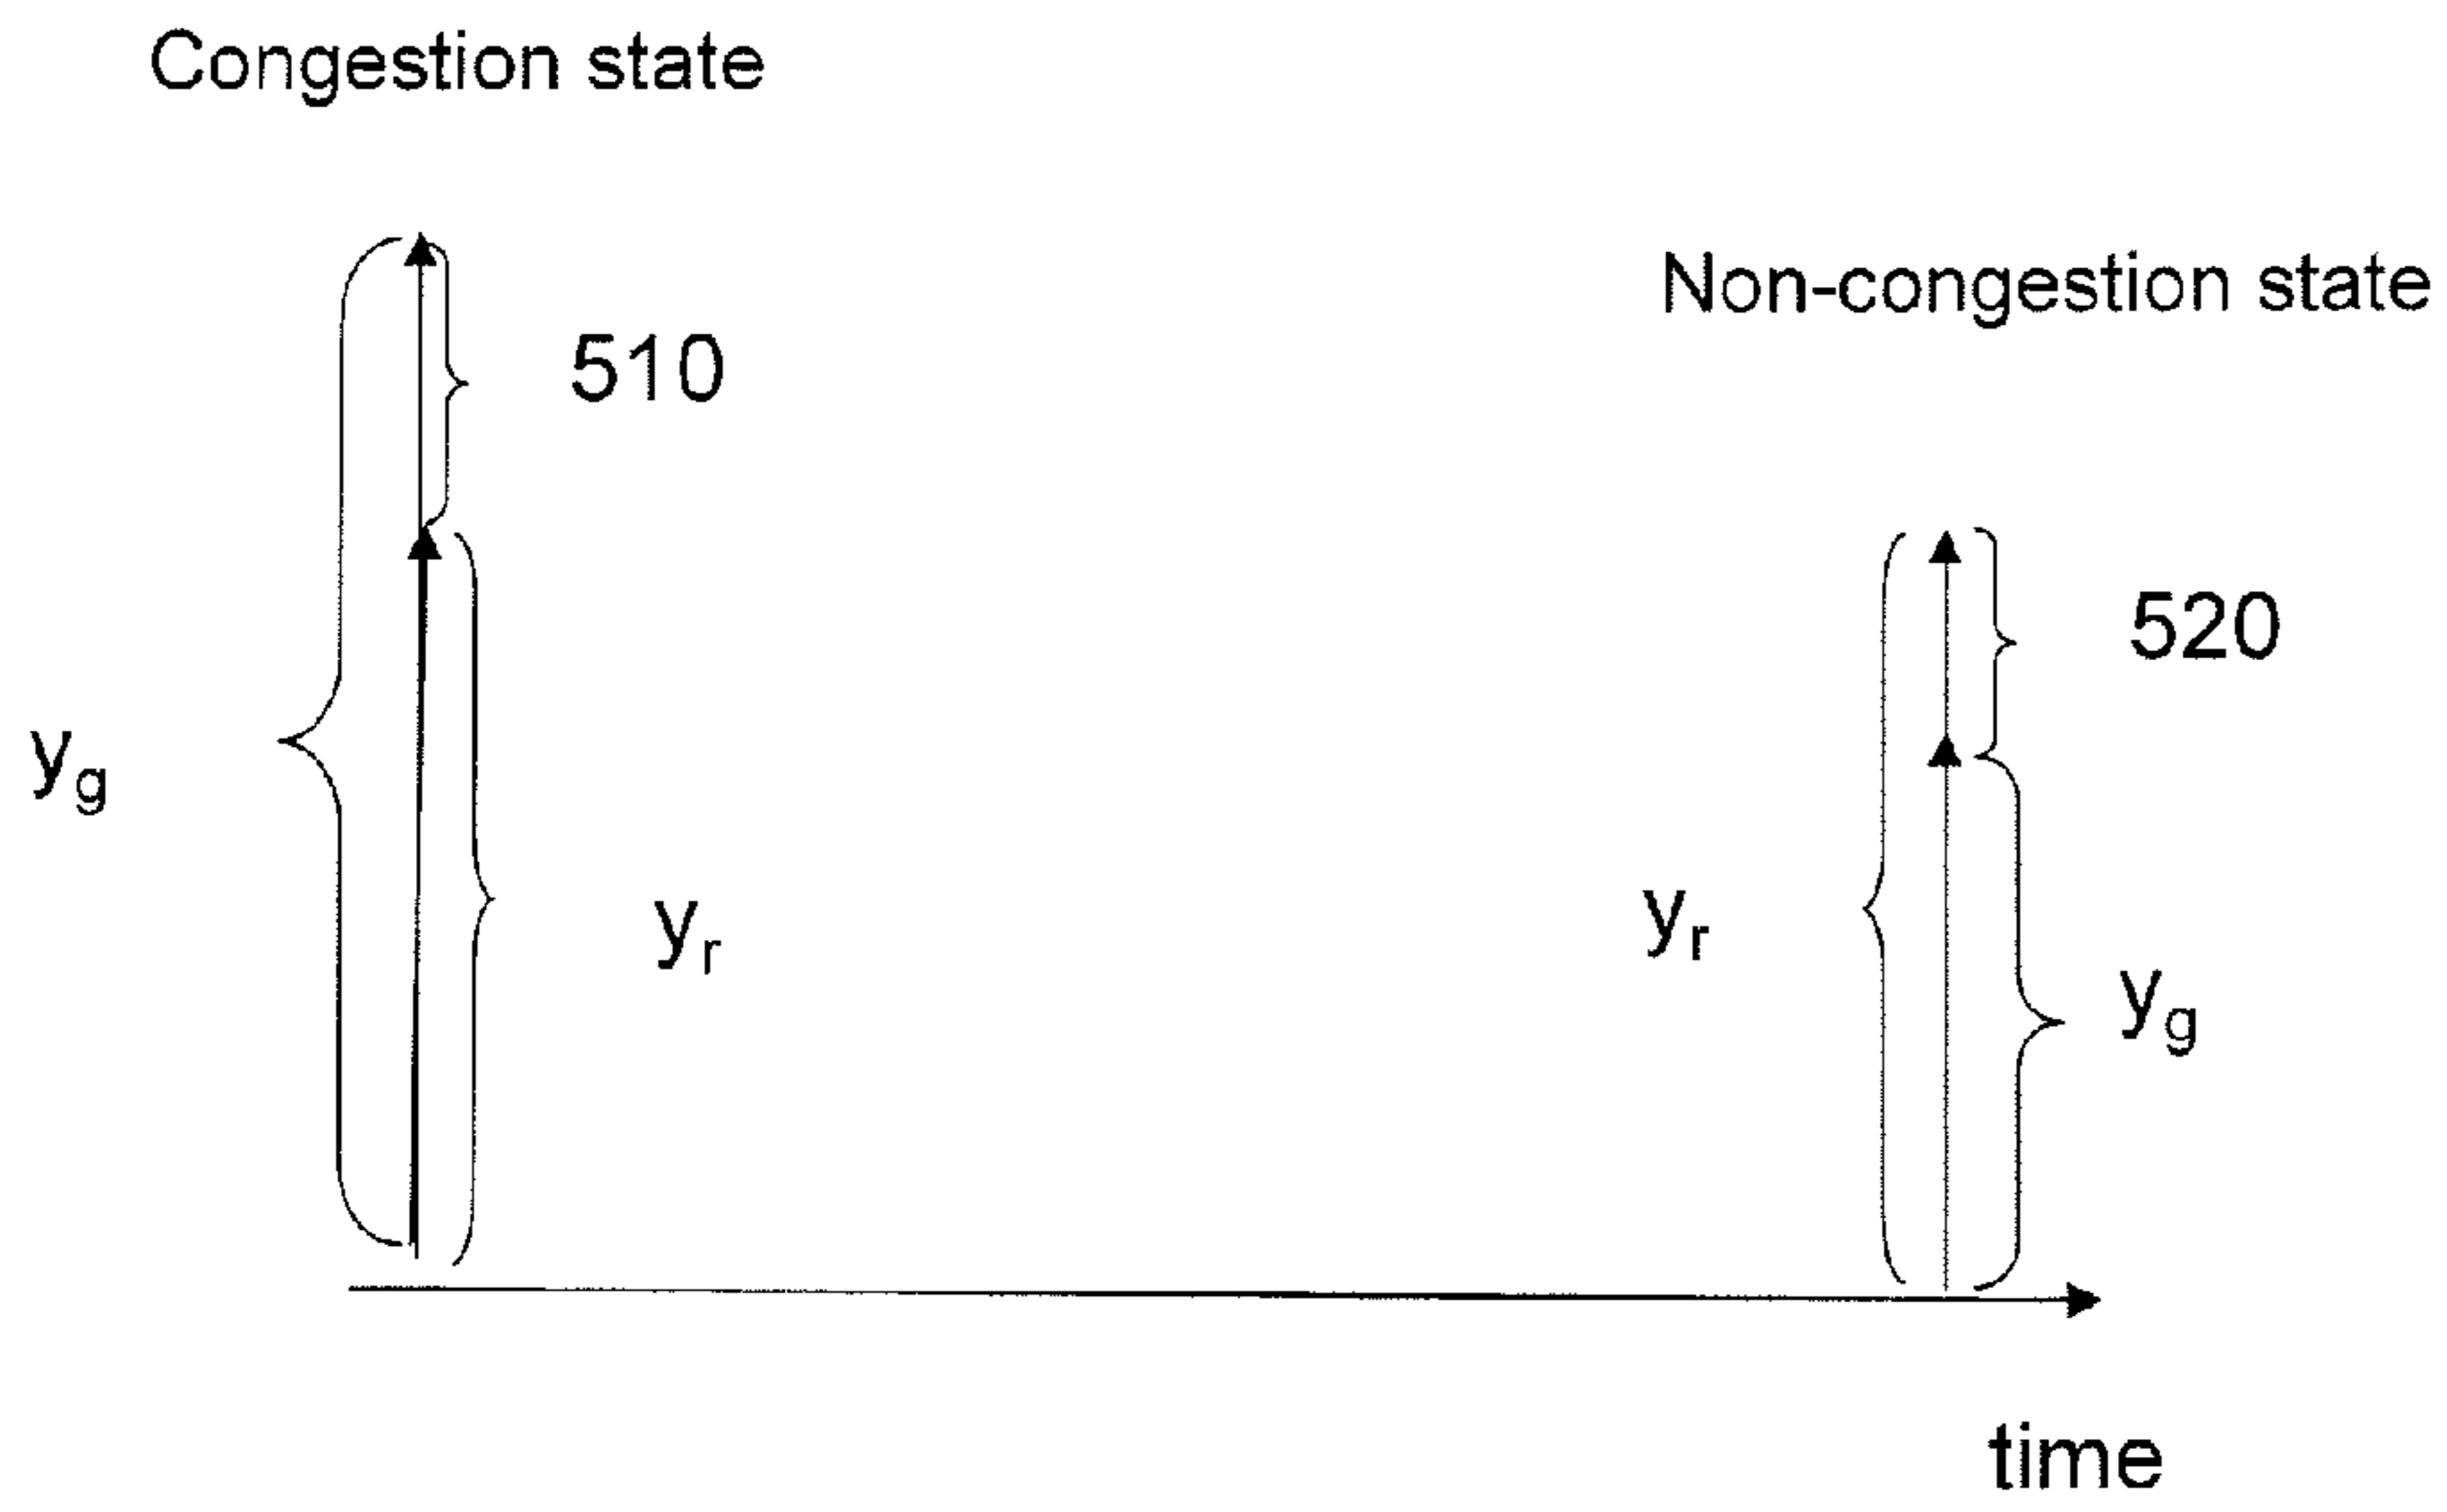 Congestion state
Non-congestion state
510
520
yg
yr
yr
yg
time